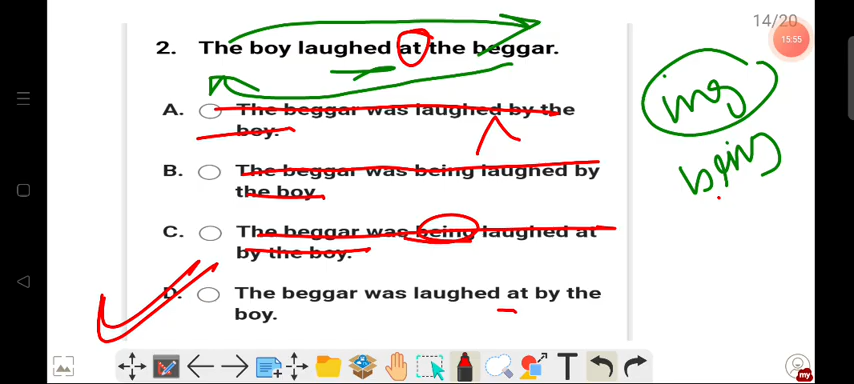 14/20
15:55
2. The boy laughed at the beggar.
A. The beggar was laughed by the
boy.
ing
B. The beggar was being laughed by
the boy.
being
C. The beggar was being laughed at
by the boy.
D. The beggar was laughed at by the
boy.
T
my